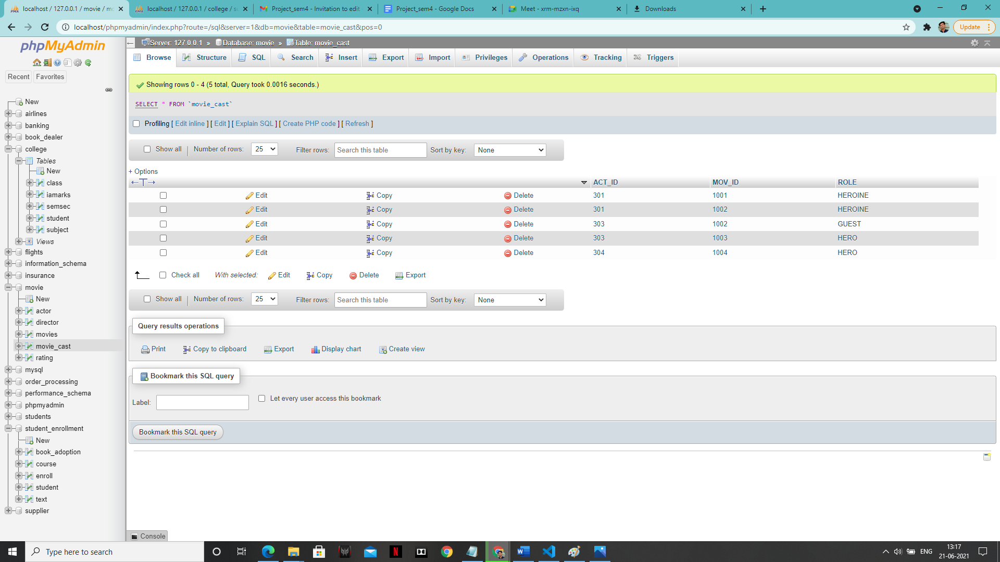 localhost / 127.0.0.1 / movie / mo
localhost / 127.0.0.1 / college / su
Project_sem4 - Invitation to edit
Project_sem4 - Google Docs
Meet - xrm-mzxn-ixq
Downloads
localhost/phpmyadmin/index.php?route=/sql&server=1&db=movie&table=movie_cast&pos=0
Update
phpMyAdmin
Recent
Favorites
New
airlines
banking
book_dealer
college
Tables
New
class
iamarks
semsec
student
subject
Views
flights
information_schema
insurance
movie
New
actor
director
movies
movie_cast
rating
mysql
order_processing
performance_schema
phpmyadmin
students
student_enrollment
New
book_adoption
course
enroll
student
text
supplier
Server: 127.0.0.1 » Database: movie » Table: movie_cast
Browse Structure SQL Search Insert Export Import Privileges Operations Tracking Triggers
Showing rows 0 - 4 (5 total, Query took 0.0016 seconds.)
SELECT * FROM `movie_cast`
Profiling [ Edit inline ] [ Edit ] [ Explain SQL ] [ Create PHP code ] [ Refresh ]
Show all | Number of rows: 25 Filter rows: Search this table Sort by key: None
+ Options
ACT_ID MOV_ID ROLE
Edit Copy Delete 301 1001 HEROINE
Edit Copy Delete 301 1002 HEROINE
Edit Copy Delete 303 1002 GUEST
Edit Copy Delete 303 1003 HERO
Edit Copy Delete 304 1004 HERO
Check all With selected: Edit Copy Delete Export
Show all | Number of rows: 25 Filter rows: Search this table Sort by key: None
Query results operations
Print Copy to clipboard Export Display chart Create view
Bookmark this SQL query
Label: Let every user access this bookmark
Bookmark this SQL query
Console
Type here to search
ENG
13:17
21-06-2021